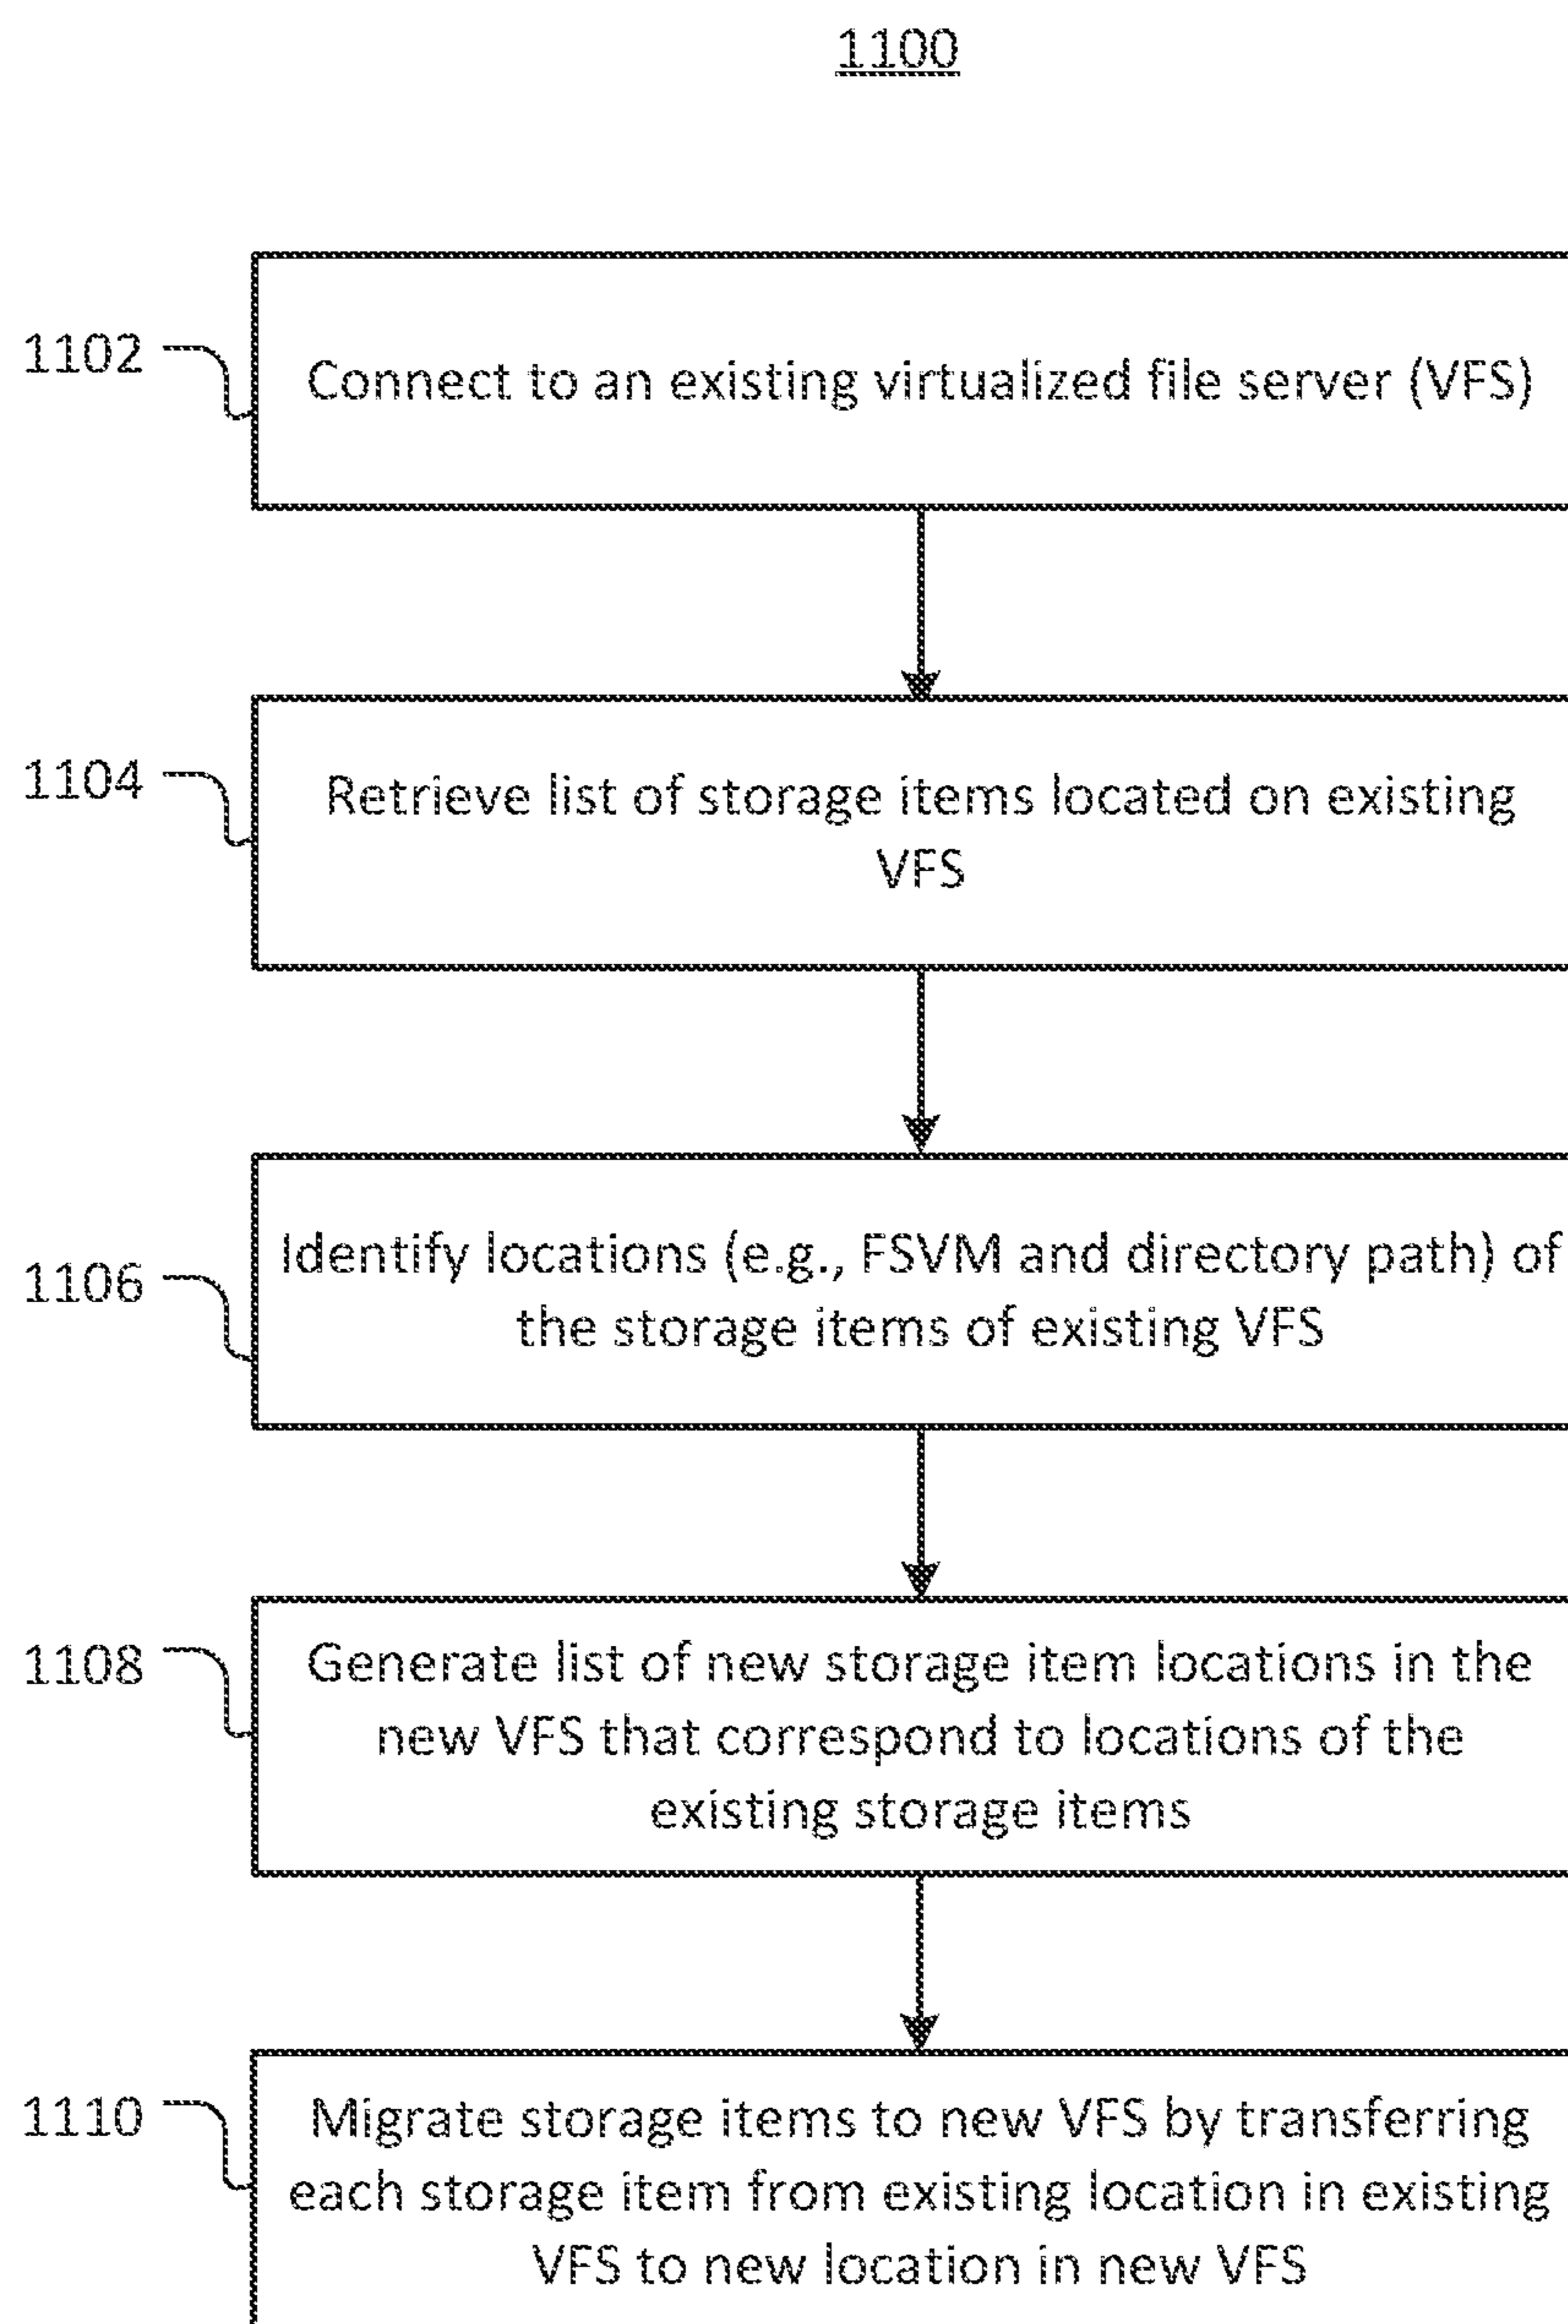 1100
1102
Connect to an existing virtualized file server (VFS)
1104
Retrieve list of storage items located on existing
VFS
1106
Identify locations (e.g., FSVM and directory path) of
the storage items of existing VFS
1108
Generate list of new storage item locations in the
new VFS that correspond to locations of the
existing storage items
1110
Migrate storage items to new VFS by transferring
each storage item from existing location in existing
VFS to new location in new VFS